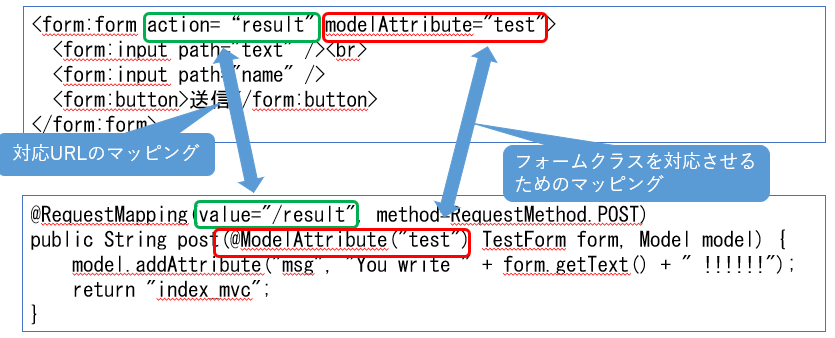 <form:form action= “result" modelAttribute="test">
<form:input path="text" /><br>
<form:input path="name" />
<form:button>送信</form:button>
</form:form>
対応URLのマッピング
フォームクラスを対応させる
ためのマッピング
@RequestMapping(value="/result", method=RequestMethod.POST)
public String post(@ModelAttribute("test") TestForm form, Model model) {
model.addAttribute("msg", "You write " + form.getText() + " !!!!!!");
return "index_mvc";
}